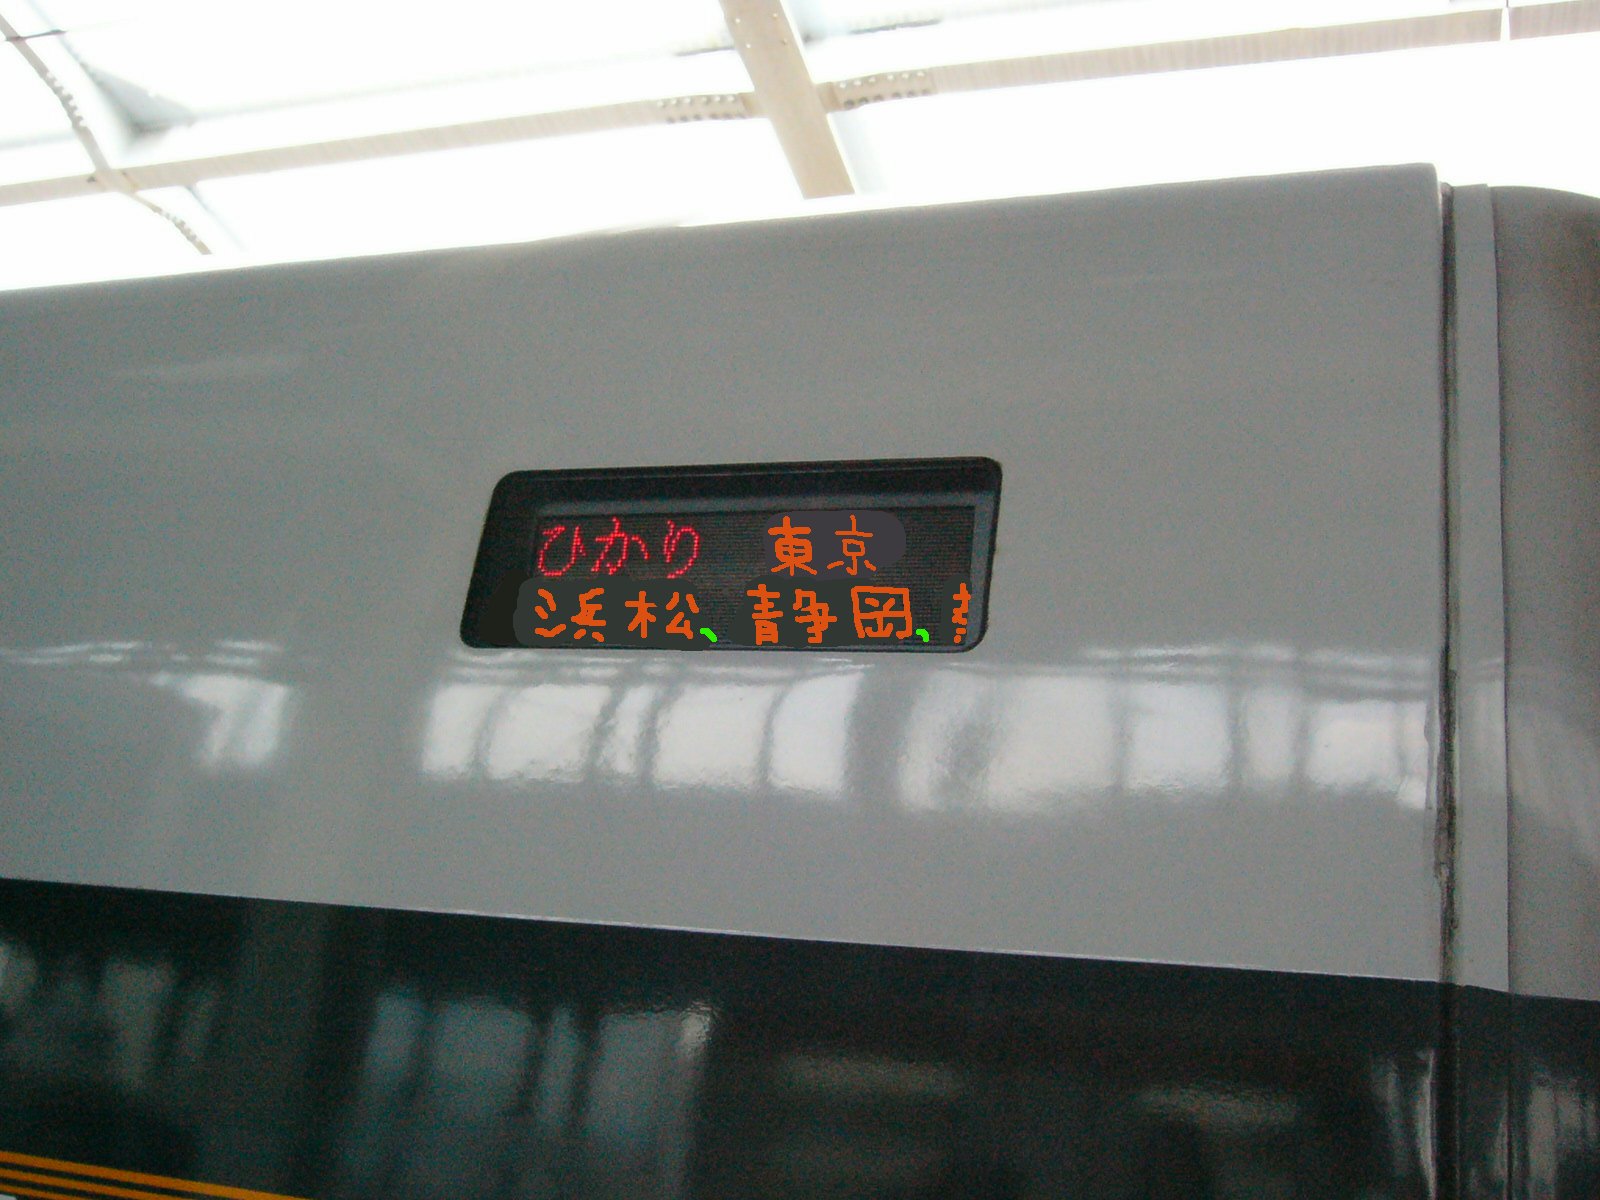 ひかり 東京
浜松、静岡、